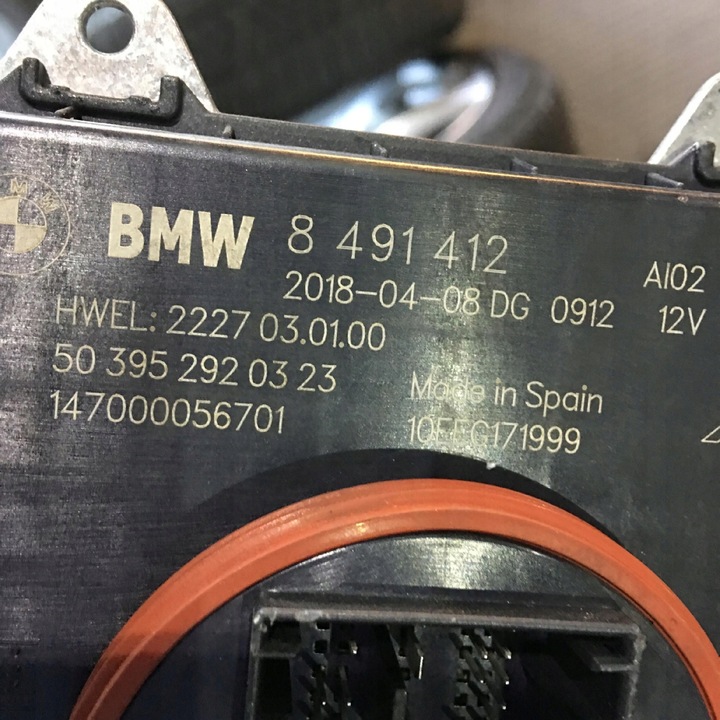 BMW 8 491 412
AI02
2018-04-08 DG 0912
12V
HWEL: 2227 03.01.00
50 395 292 03 23
Made in Spain
147000056701
10FEG171999